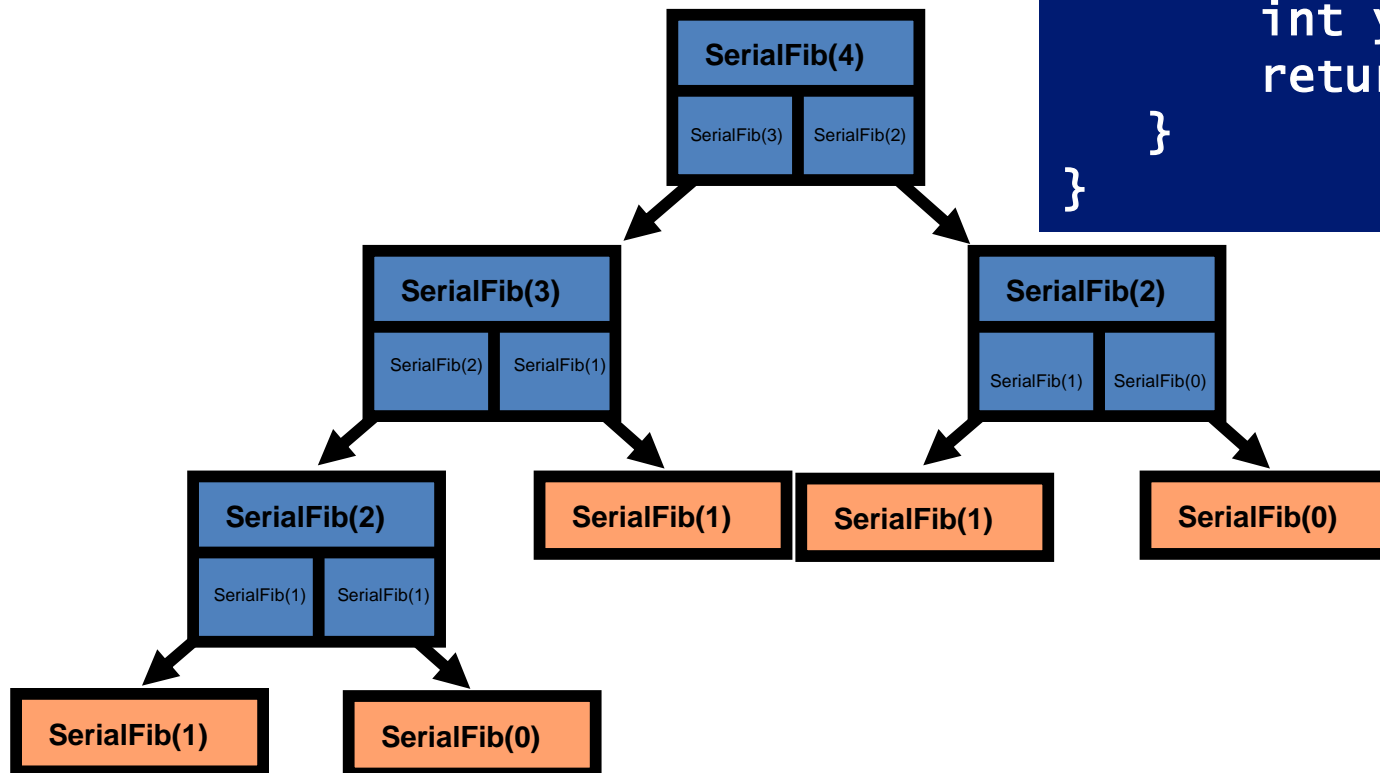 int
retur
}
}
SerialFib(4)
SerialFib(3) SerialFib(2)
SerialFib(3)
SerialFib(2) SerialFib(1)
SerialFib(2)
SerialFib(1) SerialFib(0)
SerialFib(2)
SerialFib(1) SerialFib(1)
SerialFib(1)
SerialFib(1)
SerialFib(0)
SerialFib(1)
SerialFib(0)